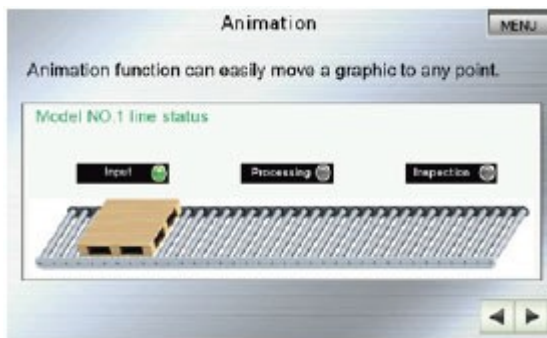 Animation
MENU
Animation function can easily move a graphic to any point.
Model NO.1 line status
Input
Processing
Inspection